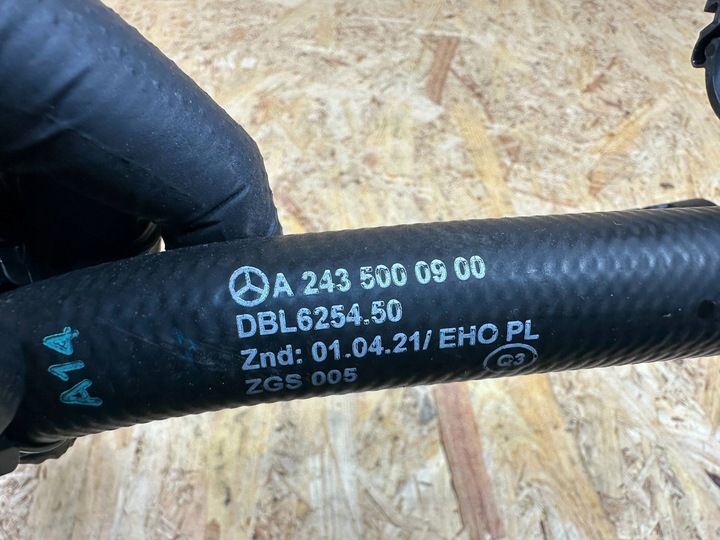 A 243 500 09 00
DBL6254.50
Znd: 01.04.21/ EHO PL
ZGS 005
G3
A14